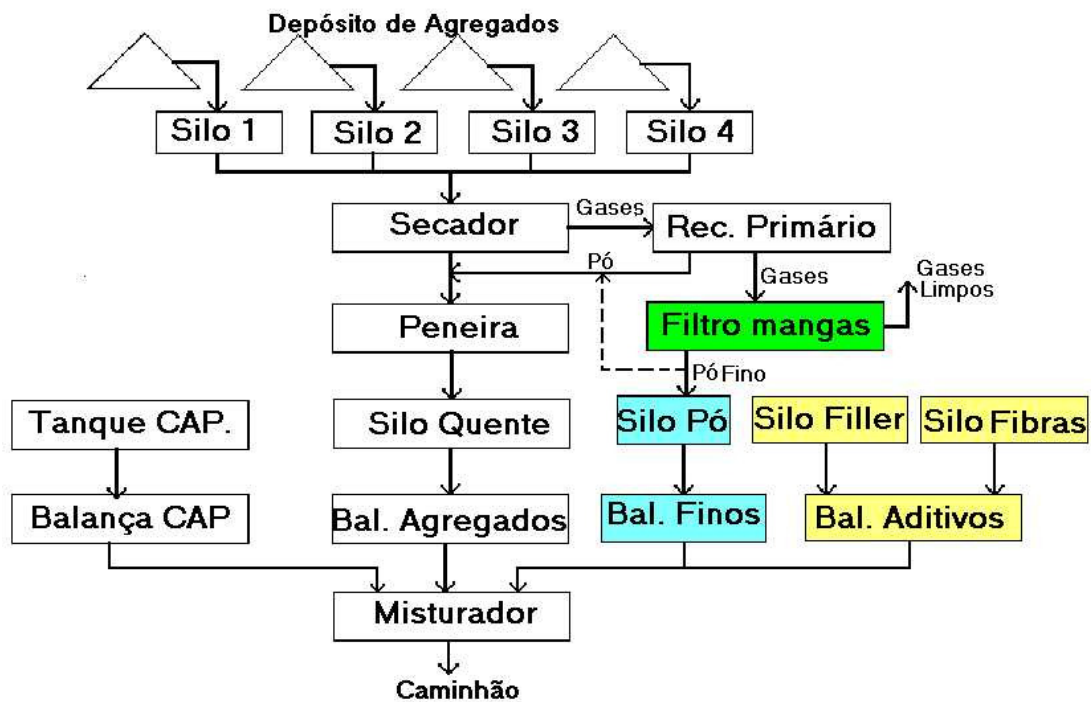 Depósito de Agregados
Silo 1
Silo 2
Silo 3
Silo 4
Secador
Gases
Rec. Primário
Pó
Gases
Gases
Limpos
Peneira
Filtro mangas
Pó Fino
Tanque CAP.
Silo Quente
Silo Pó
Silo Filler
Silo Fibras
Balança CAP
Bal. Agregados
Bal. Finos
Bal. Aditivos
Misturador
Caminhão